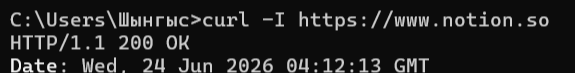 C:\Users\Шынгыс>curl -I https://www.notion.so
HTTP/1.1 200 OK
Date: Wed, 24 Jun 2026 04:12:13 GMT